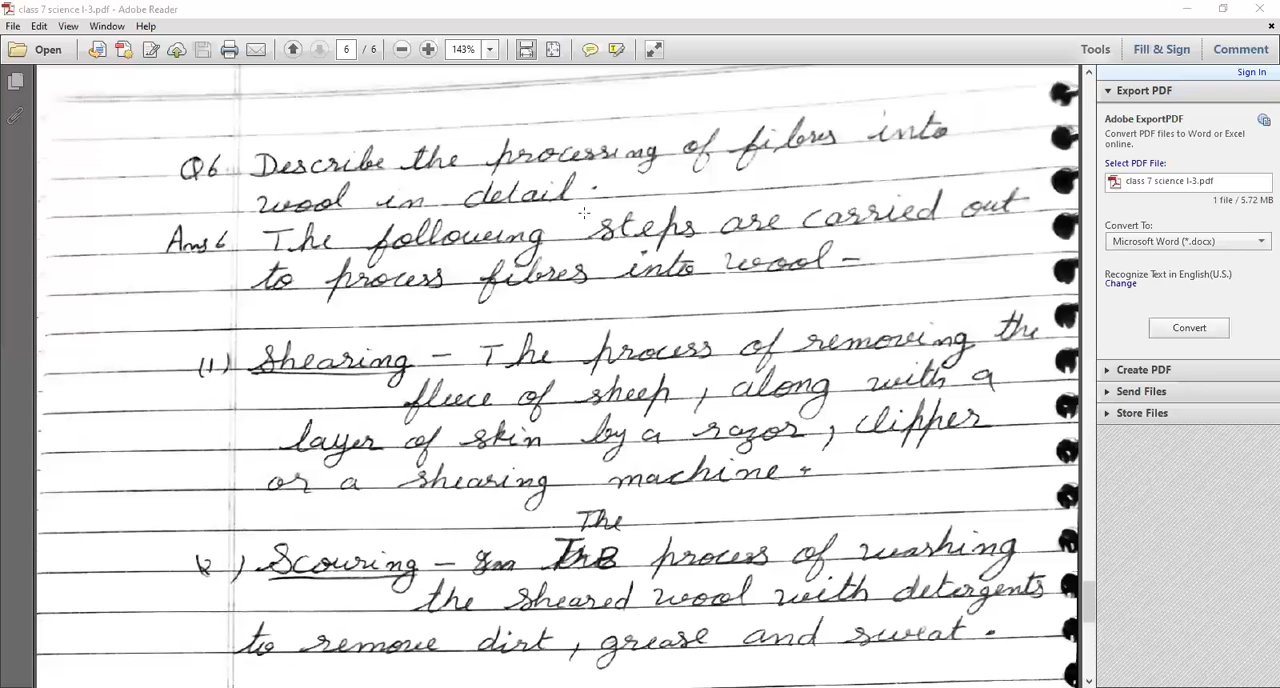 class 7 science I-3.pdf - Adobe Reader
File Edit View Window Help
Open 6 / 6 143% Tools Fill & Sign Comment
Sign In
Export PDF
Adobe ExportPDF
Convert PDF files to Word or Excel
online.
Select PDF File:
class 7 science I-3.pdf
1 file / 5.72 MB
Convert To:
Microsoft Word (*.docx)
Recognize Text in English(U.S.)
Change
Convert
Create PDF
Send Files
Store Files
Q6 Describe the processing of fibres into
wool in detail.
Ans 6 The following steps are carried out
to process fibres into wool -
(1) Shearing - The process of removing the
fleece of sheep, along with a
layer of skin by a razor, clipper
or a shearing machine.
The
) Scouring - process of washing
the sheared wool with detergents
to remove dirt, grease and sweat.